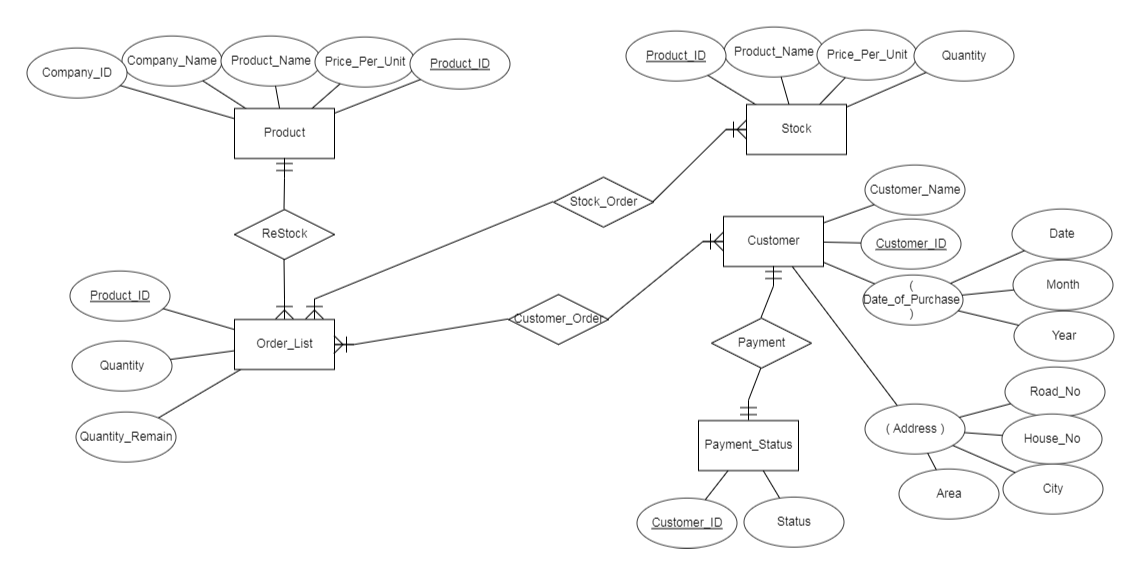 Company_ID
Company_Name
Product_Name
Price_Per_Unit
Product_ID
Product
ReStock
Product_ID
Quantity
Quantity_Remain
Order_List
Product_ID
Product_Name
Price_Per_Unit
Quantity
Stock
Stock_Order
Customer_Order
Customer
Customer_Name
Customer_ID
(
Date_of_Purchase
)
Date
Month
Year
Payment
Payment_Status
Customer_ID
Status
( Address )
Road_No
House_No
City
Area